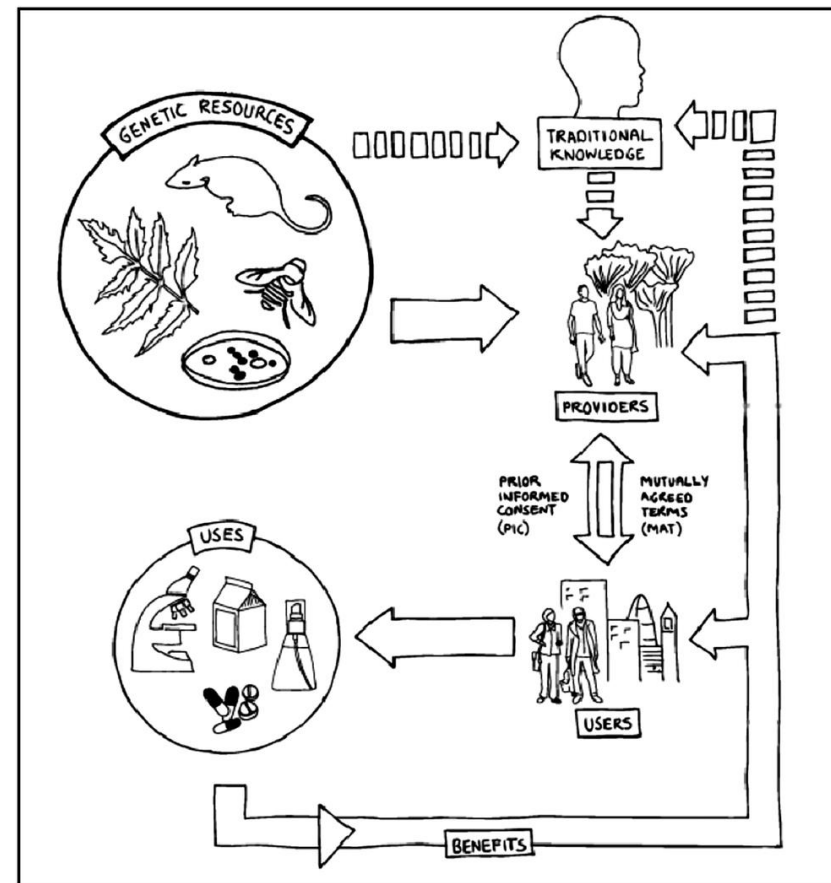 GENETIC RESOURCES
TRADITIONAL
KNOWLEDGE
PROVIDERS
PRIOR
INFORMED
CONSENT
(PIC)
MUTUALLY
AGREED
TERMS
(MAT)
USES
USERS
BENEFITS